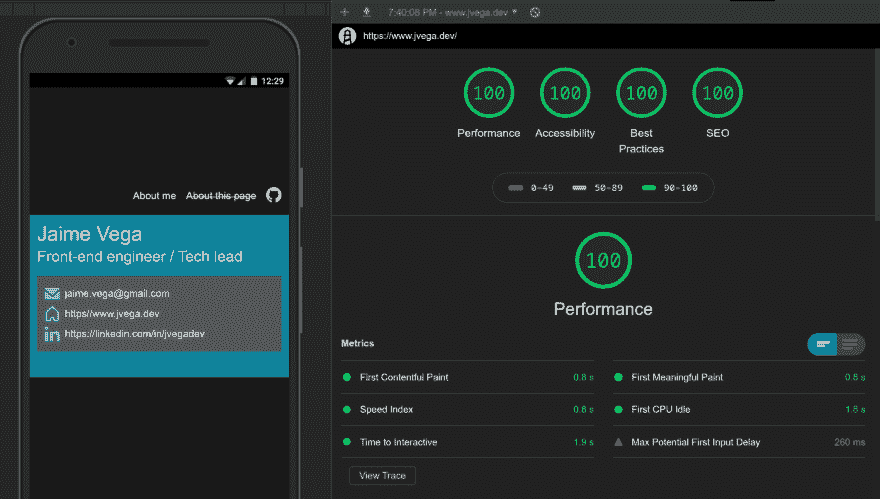 12:29
About me About this page
Jaime Vega
Front-end engineer / Tech lead
jaime.vega@gmail.com
https//www.jvega.dev
https://linkedin.com/in/jvegadev
7:40:08 PM - www.jvega.dev
https://www.jvega.dev/
100 100 100 100
Performance Accessibility Best Practices SEO
0-49 50-89 90-100
100
Performance
Metrics
First Contentful Paint 0.8 s
First Meaningful Paint 0.8 s
Speed Index 0.8 s
First CPU Idle 1.8 s
Time to Interactive 1.9 s
Max Potential First Input Delay 260 ms
View Trace